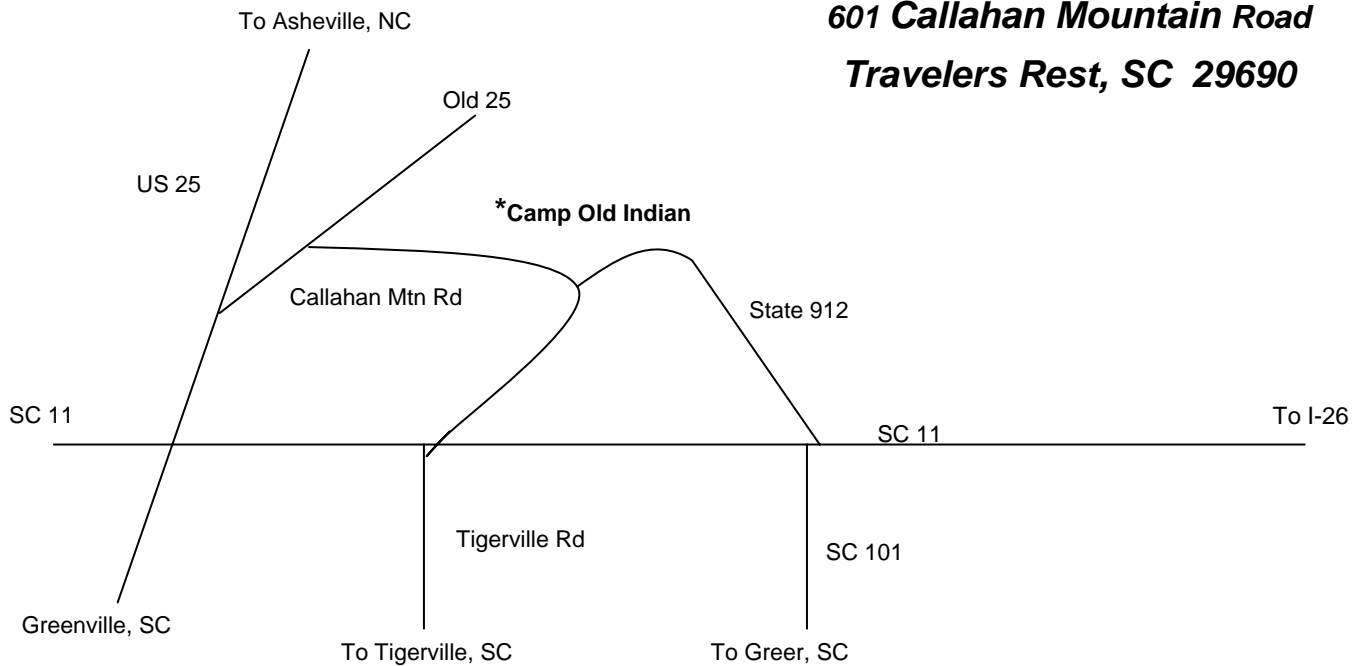 601 Callahan Mountain Road
Travelers Rest, SC 29690
To Asheville, NC
Old 25
US 25
*Camp Old Indian
Callahan Mtn Rd
State 912
SC 11
SC 11
To I-26
Tigerville Rd
SC 101
Greenville, SC
To Tigerville, SC
To Greer, SC